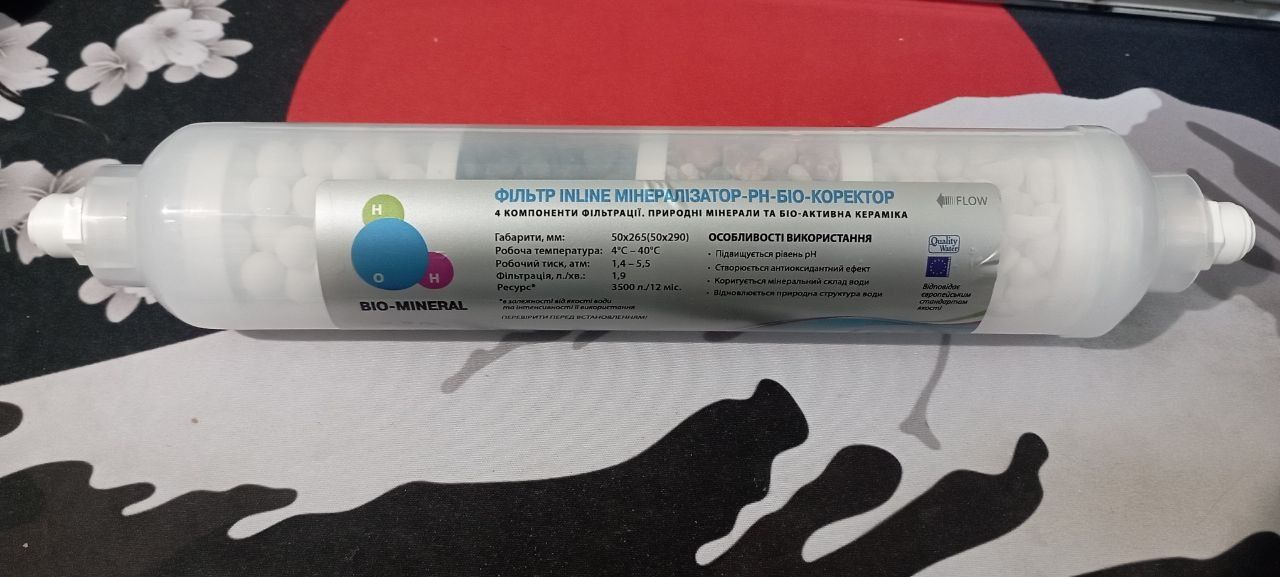 ФІЛЬТР INLINE МІНЕРАЛІЗАТОР-PH-БІО-КОРЕКТОР
4 КОМПОНЕНТИ ФІЛЬТРАЦІЇ. ПРИРОДНІ МІНЕРАЛИ ТА БІО-АКТИВНА КЕРАМІКА
FLOW
H
O
H
BIO-MINERAL
Габарити, мм: 50x265(50x290)
Робоча температура: 4°C – 40°C
Робочий тиск, атм: 1,4 – 5,5
Фільтрація, л./хв.: 1,9
Ресурс* 3500 л./12 міс.
*в залежності від якості води
та інтенсивності її використання
ПЕРЕВІРИТИ ПЕРЕД ВСТАНОВЛЕННЯМ!
ОСОБЛИВОСТІ ВИКОРИСТАННЯ
• Підвищується рівень pH
• Створюється антиоксидантний ефект
• Коригується мінеральний склад води
• Відновлюється природна структура води
Quality
Water
Відповідає
європейським
стандартам
якості